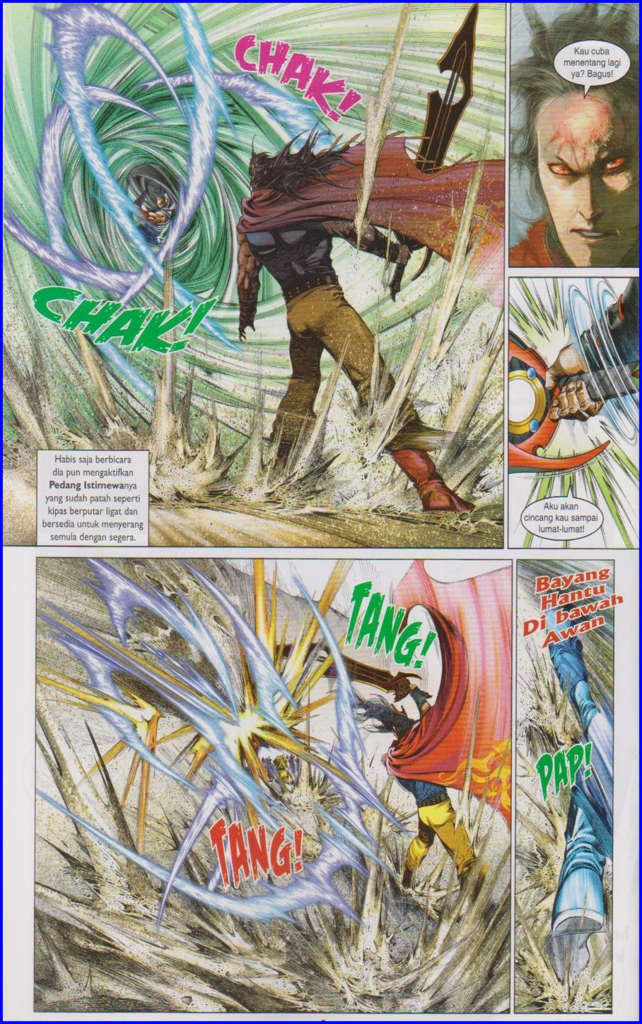 CHAK!
CHAK!
Habis saja berbicara
dia pun mengaktifkan
Pedang Istimewanya
yang sudah patah seperti
kipas berputar ligat dan
bersedia untuk menyerang
semula dengan segera.
Kau cuba
menentang lagi
ya? Bagus!
Aku akan
cincang kau sampai
lumat-lumat!
TANG!
TANG!
Bayang
Hantu
Di bawah
Awan
PAP!